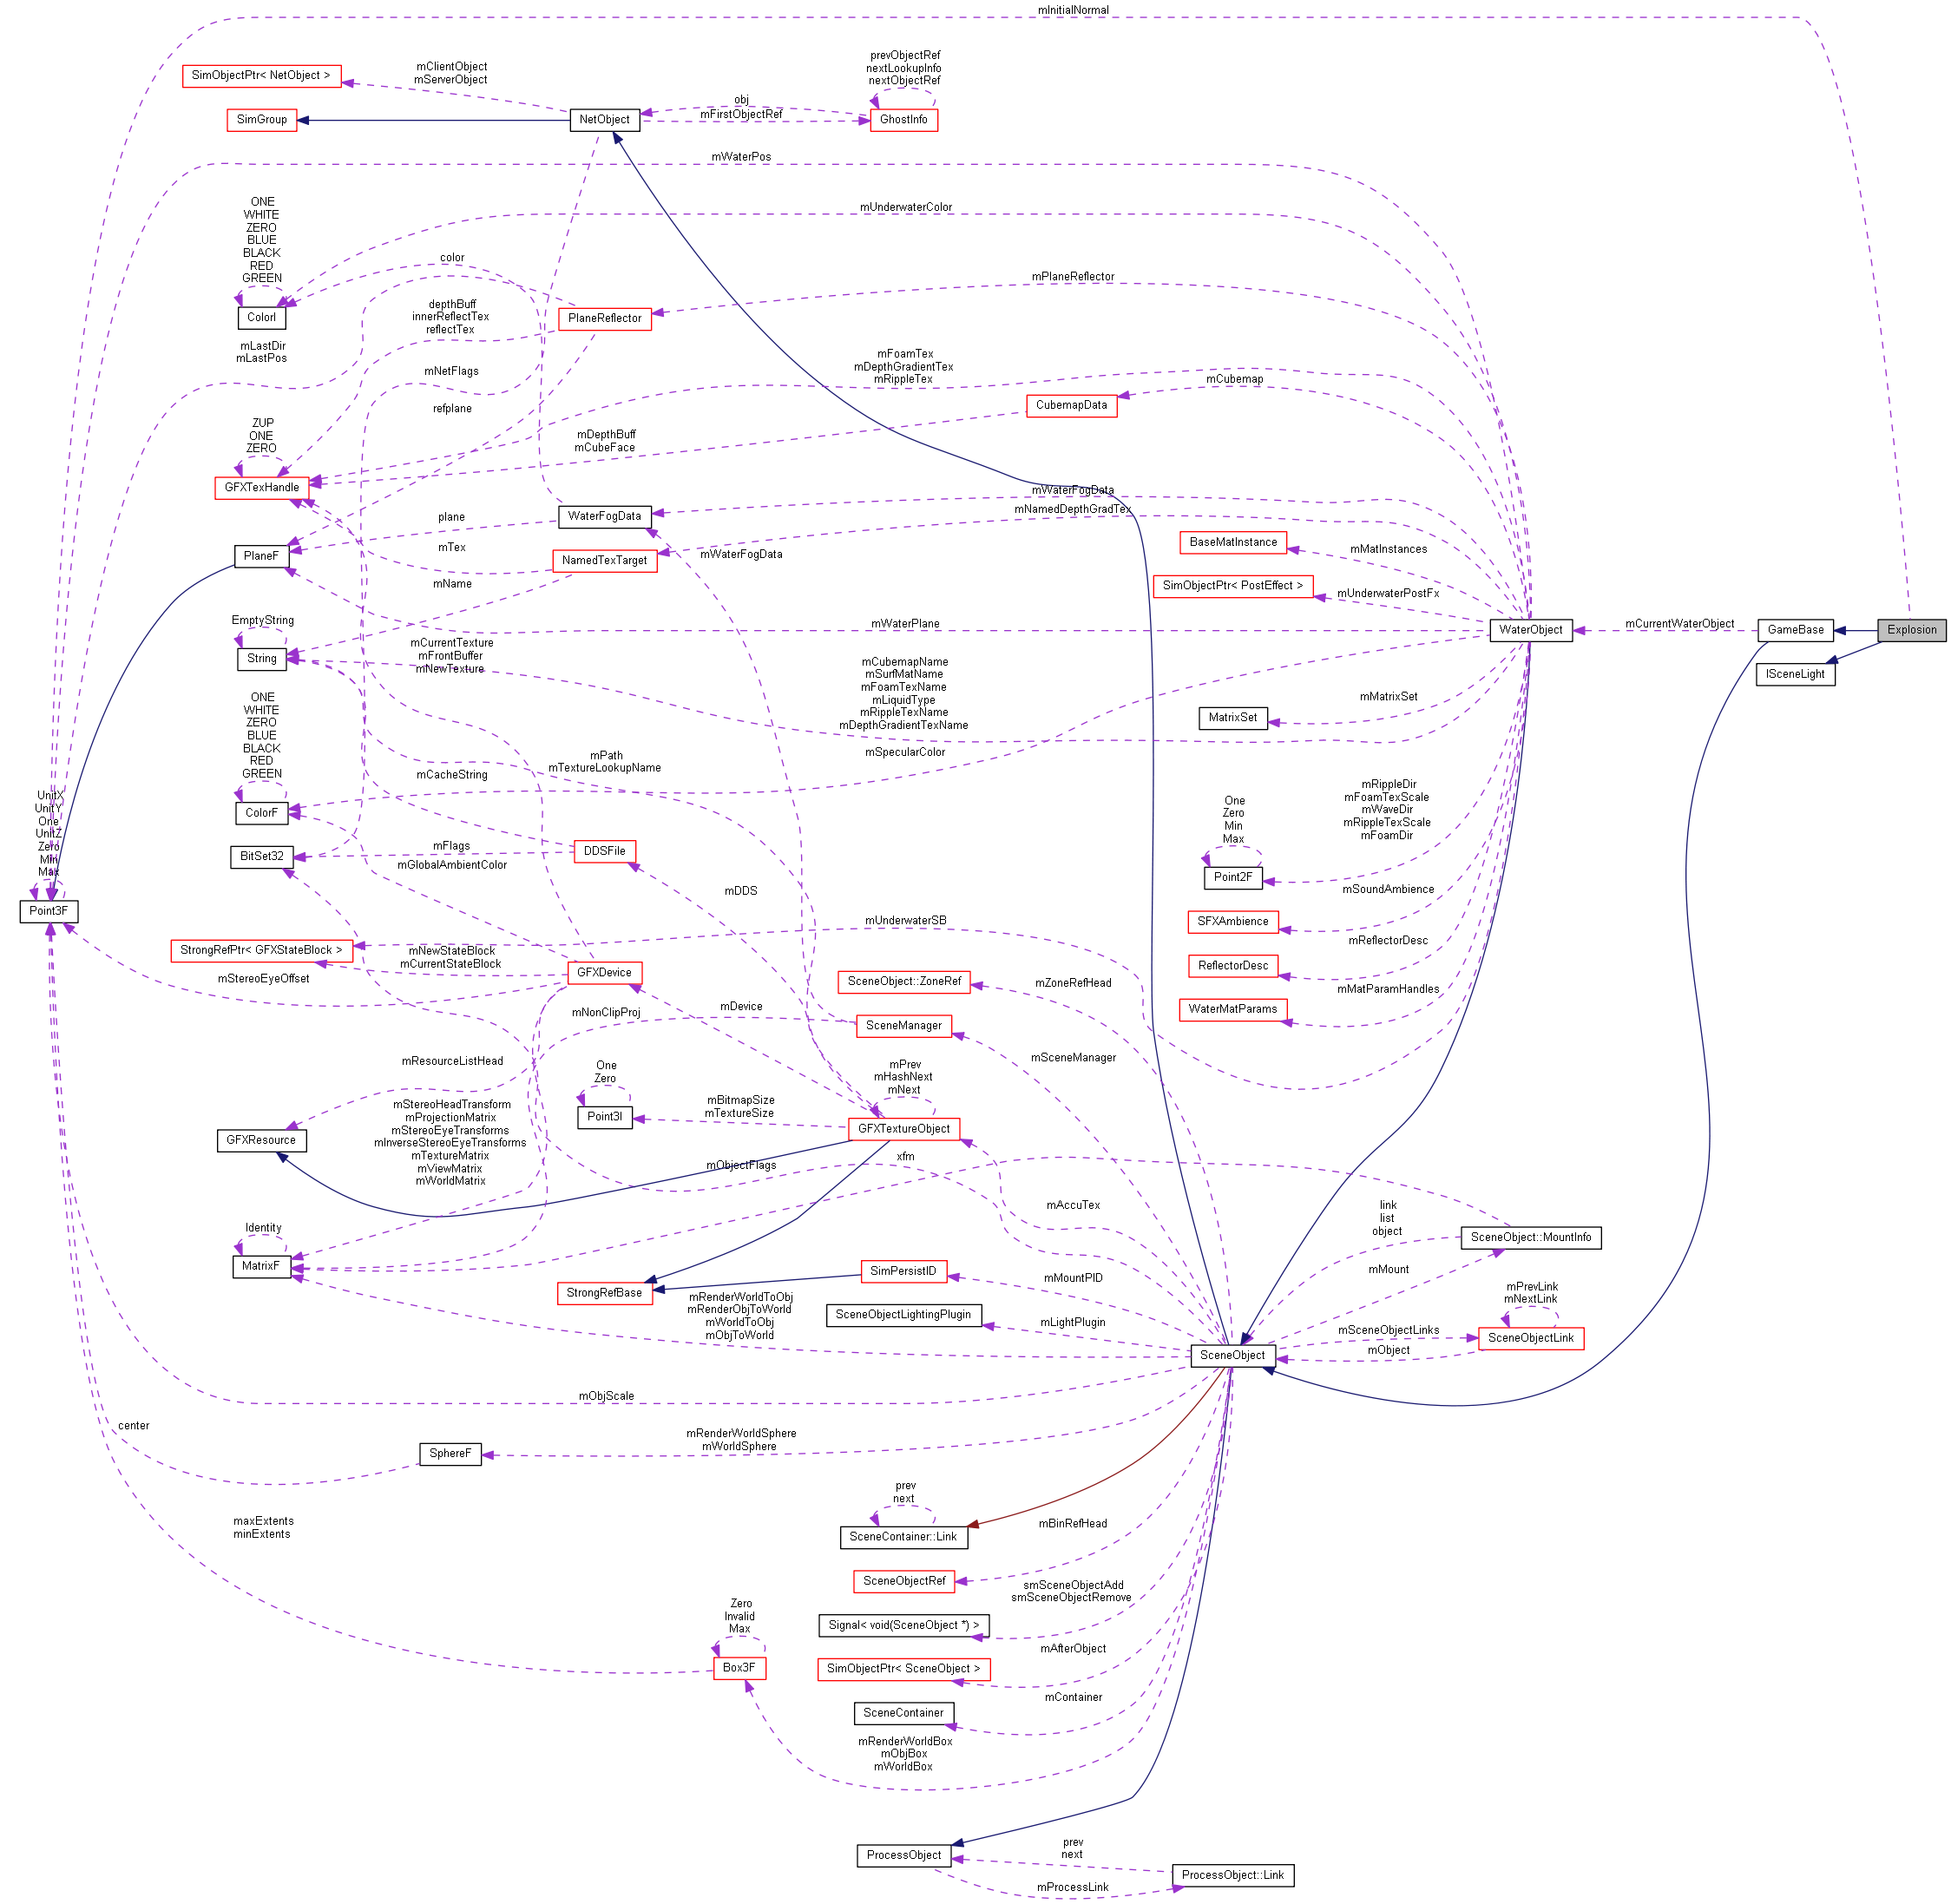 mInitialNormal
prevObjectRef
nextLookupInfo
nextObjectRef
mClientObject
mServerObject
SimObjectPtr< NetObject >
obj
mFirstObjectRef
SimGroup
NetObject
GhostInfo
mWaterPos
ONE
WHITE
ZERO
BLUE
BLACK
RED
GREEN
mUnderwaterColor
color
mPlaneReflector
depthBuff
innerReflectTex
reflectTex
ColorI
PlaneReflector
mLastDir
mLastPos
mNetFlags
mFoamTex
mDepthGradientTex
mRippleTex
mCubemap
refplane
CubemapData
ZUP
ONE
ZERO
mDepthBuff
mCubeFace
GFXTexHandle
mWaterFogData
mNamedDepthGradTex
plane
WaterFogData
BaseMatInstance
mMatInstances
PlaneF
mTex
NamedTexTarget
mWaterFogData
mName
SimObjectPtr< PostEffect >
mUnderwaterPostFx
EmptyString
String
mCurrentTexture
mFrontBuffer
mNewTexture
mWaterPlane
WaterObject
mCurrentWaterObject
GameBase
Explosion
ISceneLight
mCubemapName
mSurfMatName
mFoamTexName
mLiquidType
mRippleTexName
mDepthGradientTexName
mMatrixSet
MatrixSet
ONE
WHITE
ZERO
BLUE
BLACK
RED
GREEN
mPath
mTextureLookupName
mSpecularColor
mCacheString
ColorF
UnitX
UnitY
One
UnitZ
Zero
Min
Max
mRippleDir
mFoamTexScale
mWaveDir
mRippleTexScale
mFoamDir
One
Zero
Min
Max
BitSet32
mFlags
DDSFile
mGlobalAmbientColor
mDDS
Point2F
mSoundAmbience
Point3F
SFXAmbience
mUnderwaterSB
StrongRefPtr< GFXStateBlock >
mNewStateBlock
mCurrentStateBlock
mReflectorDesc
ReflectorDesc
mStereoEyeOffset
GFXDevice
SceneObject::ZoneRef
mZoneRefHead
mMatParamHandles
WaterMatParams
mNonClipProj
mDevice
SceneManager
mResourceListHead
mSceneManager
One
Zero
mPrev
mHashNext
mNext
mBitmapSize
mTextureSize
Point3I
GFXTextureObject
mStereoHeadTransform
mProjectionMatrix
mStereoEyeTransforms
mInverseStereoEyeTransforms
mTextureMatrix
mViewMatrix
mWorldMatrix
GFXResource
mObjectFlags
xfm
mAccuTex
link
list
object
Identity
MatrixF
SceneObject::MountInfo
mMount
SimPersistID
mMountPID
StrongRefBase
mRenderWorldToObj
mRenderObjToWorld
mWorldToObj
mObjToWorld
SceneObjectLightingPlugin
mLightPlugin
mPrevLink
mNextLink
mSceneObjectLinks
SceneObjectLink
mObject
SceneObject
mObjScale
center
SphereF
mRenderWorldSphere
mWorldSphere
prev
next
maxExtents
minExtents
mBinRefHead
SceneContainer::Link
SceneObjectRef
smSceneObjectAdd
smSceneObjectRemove
Zero
Invalid
Max
Signal< void(SceneObject *) >
mAfterObject
Box3F
SimObjectPtr< SceneObject >
mContainer
SceneContainer
mRenderWorldBox
mObjBox
mWorldBox
ProcessObject
prev
next
ProcessObject::Link
mProcessLink